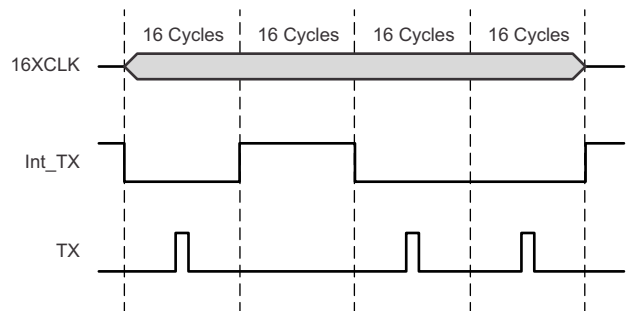 16 Cycles 16 Cycles 16 Cycles 16 Cycles
16XCLK
Int_TX
TX